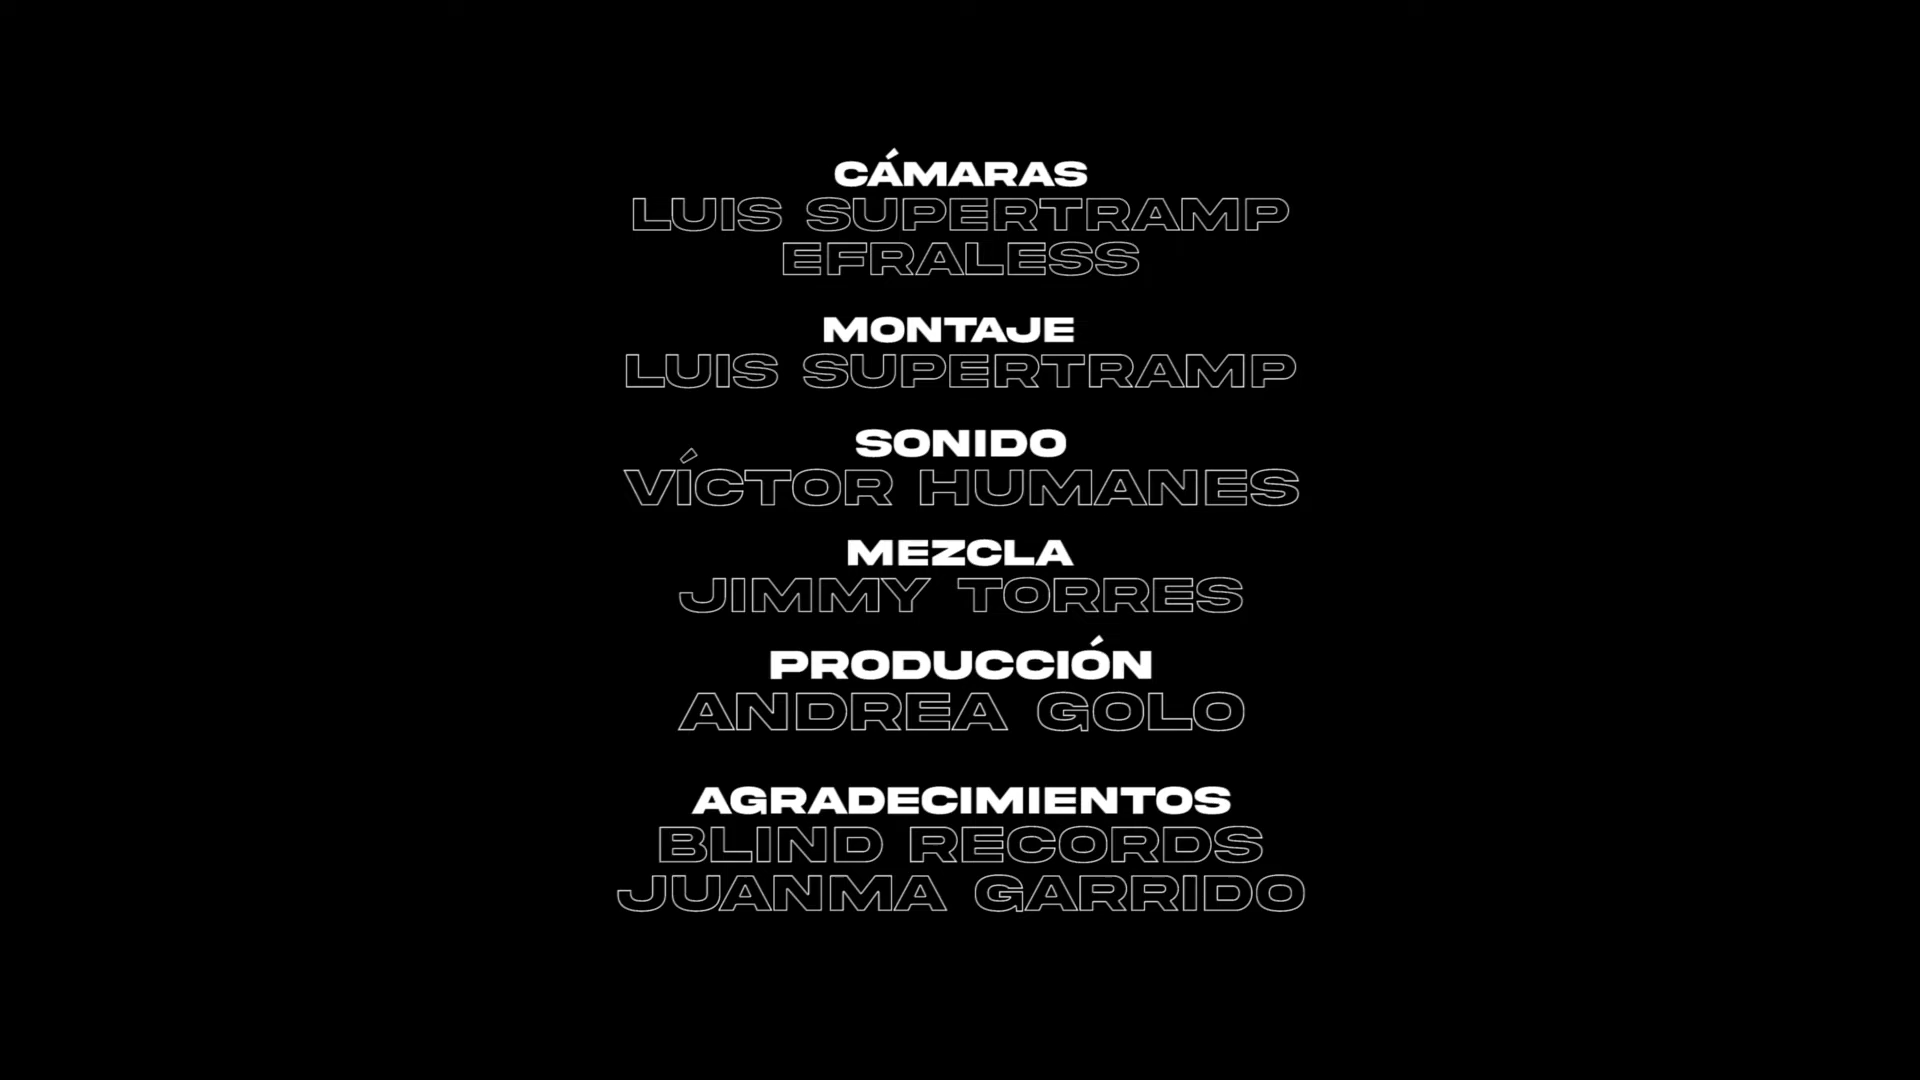 CÁMARAS
LUIS SUPERTRAMP
EFRALESS
MONTAJE
LUIS SUPERTRAMP
SONIDO
VÍCTOR HUMANES
MEZCLA
JIMMY TORRES
PRODUCCIÓN
ANDREA GOLO
AGRADECIMIENTOS
BLIND RECORDS
JUANMA GARRIDO